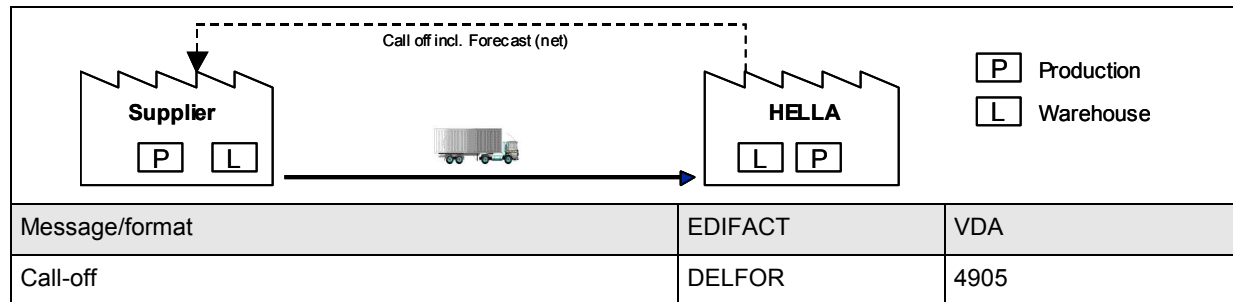 Call off incl. Forecast (net)
P Production
Supplier HELLA L Warehouse
P L L P
Message/format EDIFACT VDA
Call-off DELFOR 4905